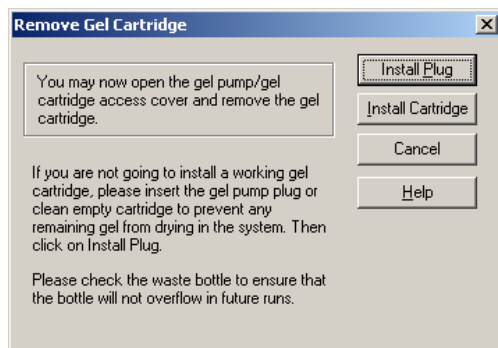 Remove Gel Cartridge
You may now open the gel pump/gel
cartridge access cover and remove the gel
cartridge.
Install Plug
Install Cartridge
Cancel
Help
If you are not going to install a working gel
cartridge, please insert the gel pump plug or
clean empty cartridge to prevent any
remaining gel from drying in the system. Then
click on Install Plug.
Please check the waste bottle to ensure that
the bottle will not overflow in future runs.